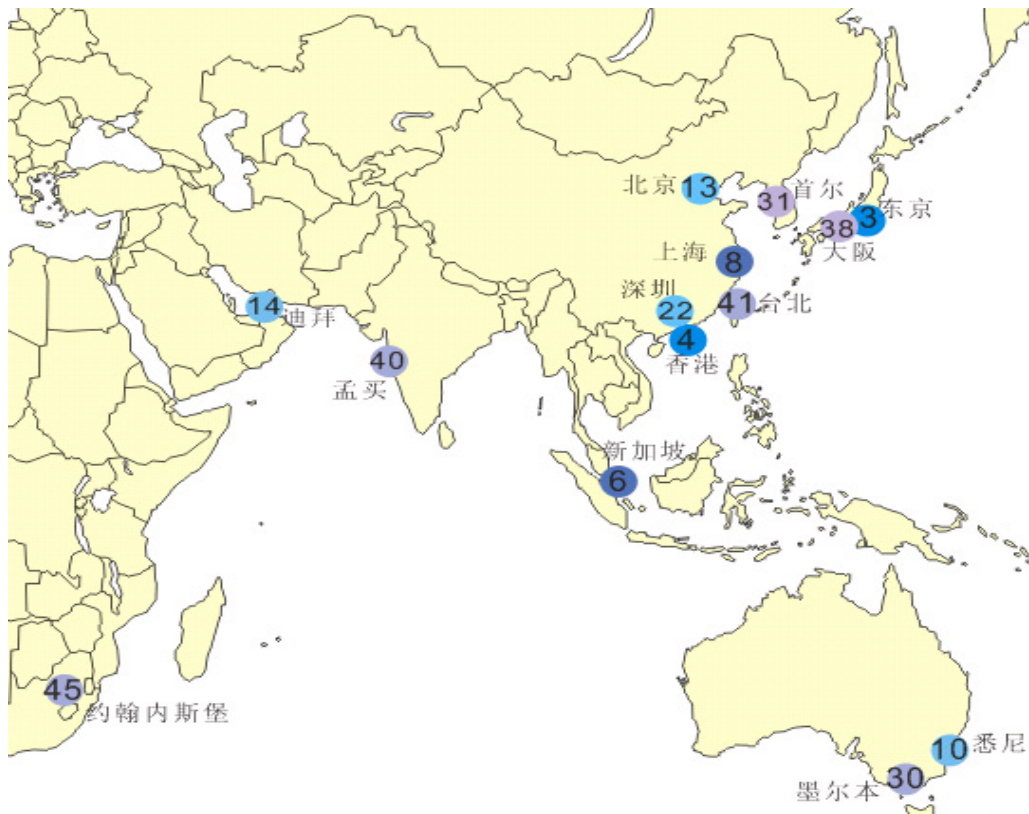 北京 13
31 首尔
3 东京
38
大阪
上海 8
深圳
22
41 台北
14 迪拜
4
香港
40
孟买
新加坡
6
45
约翰内斯堡
10 悉尼
30
墨尔本